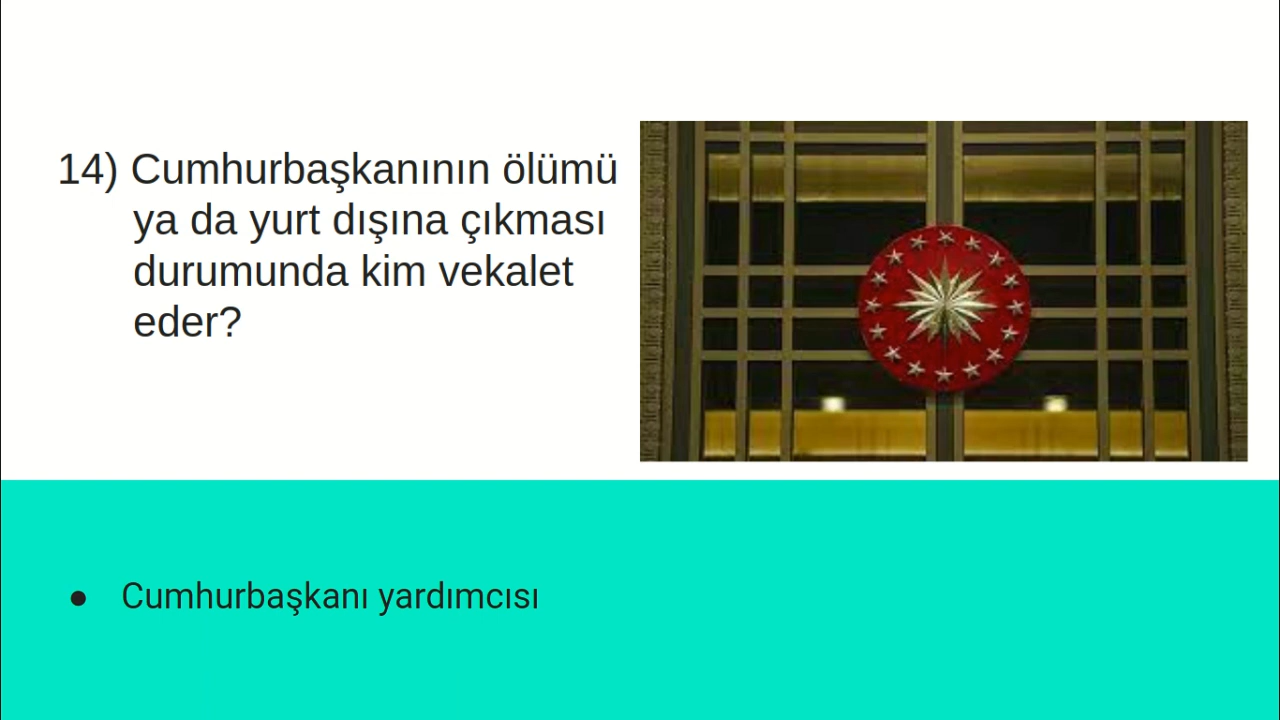 14) Cumhurbaşkanının ölümü
ya da yurt dışına çıkması
durumunda kim vekalet
eder?
● Cumhurbaşkanı yardımcısı